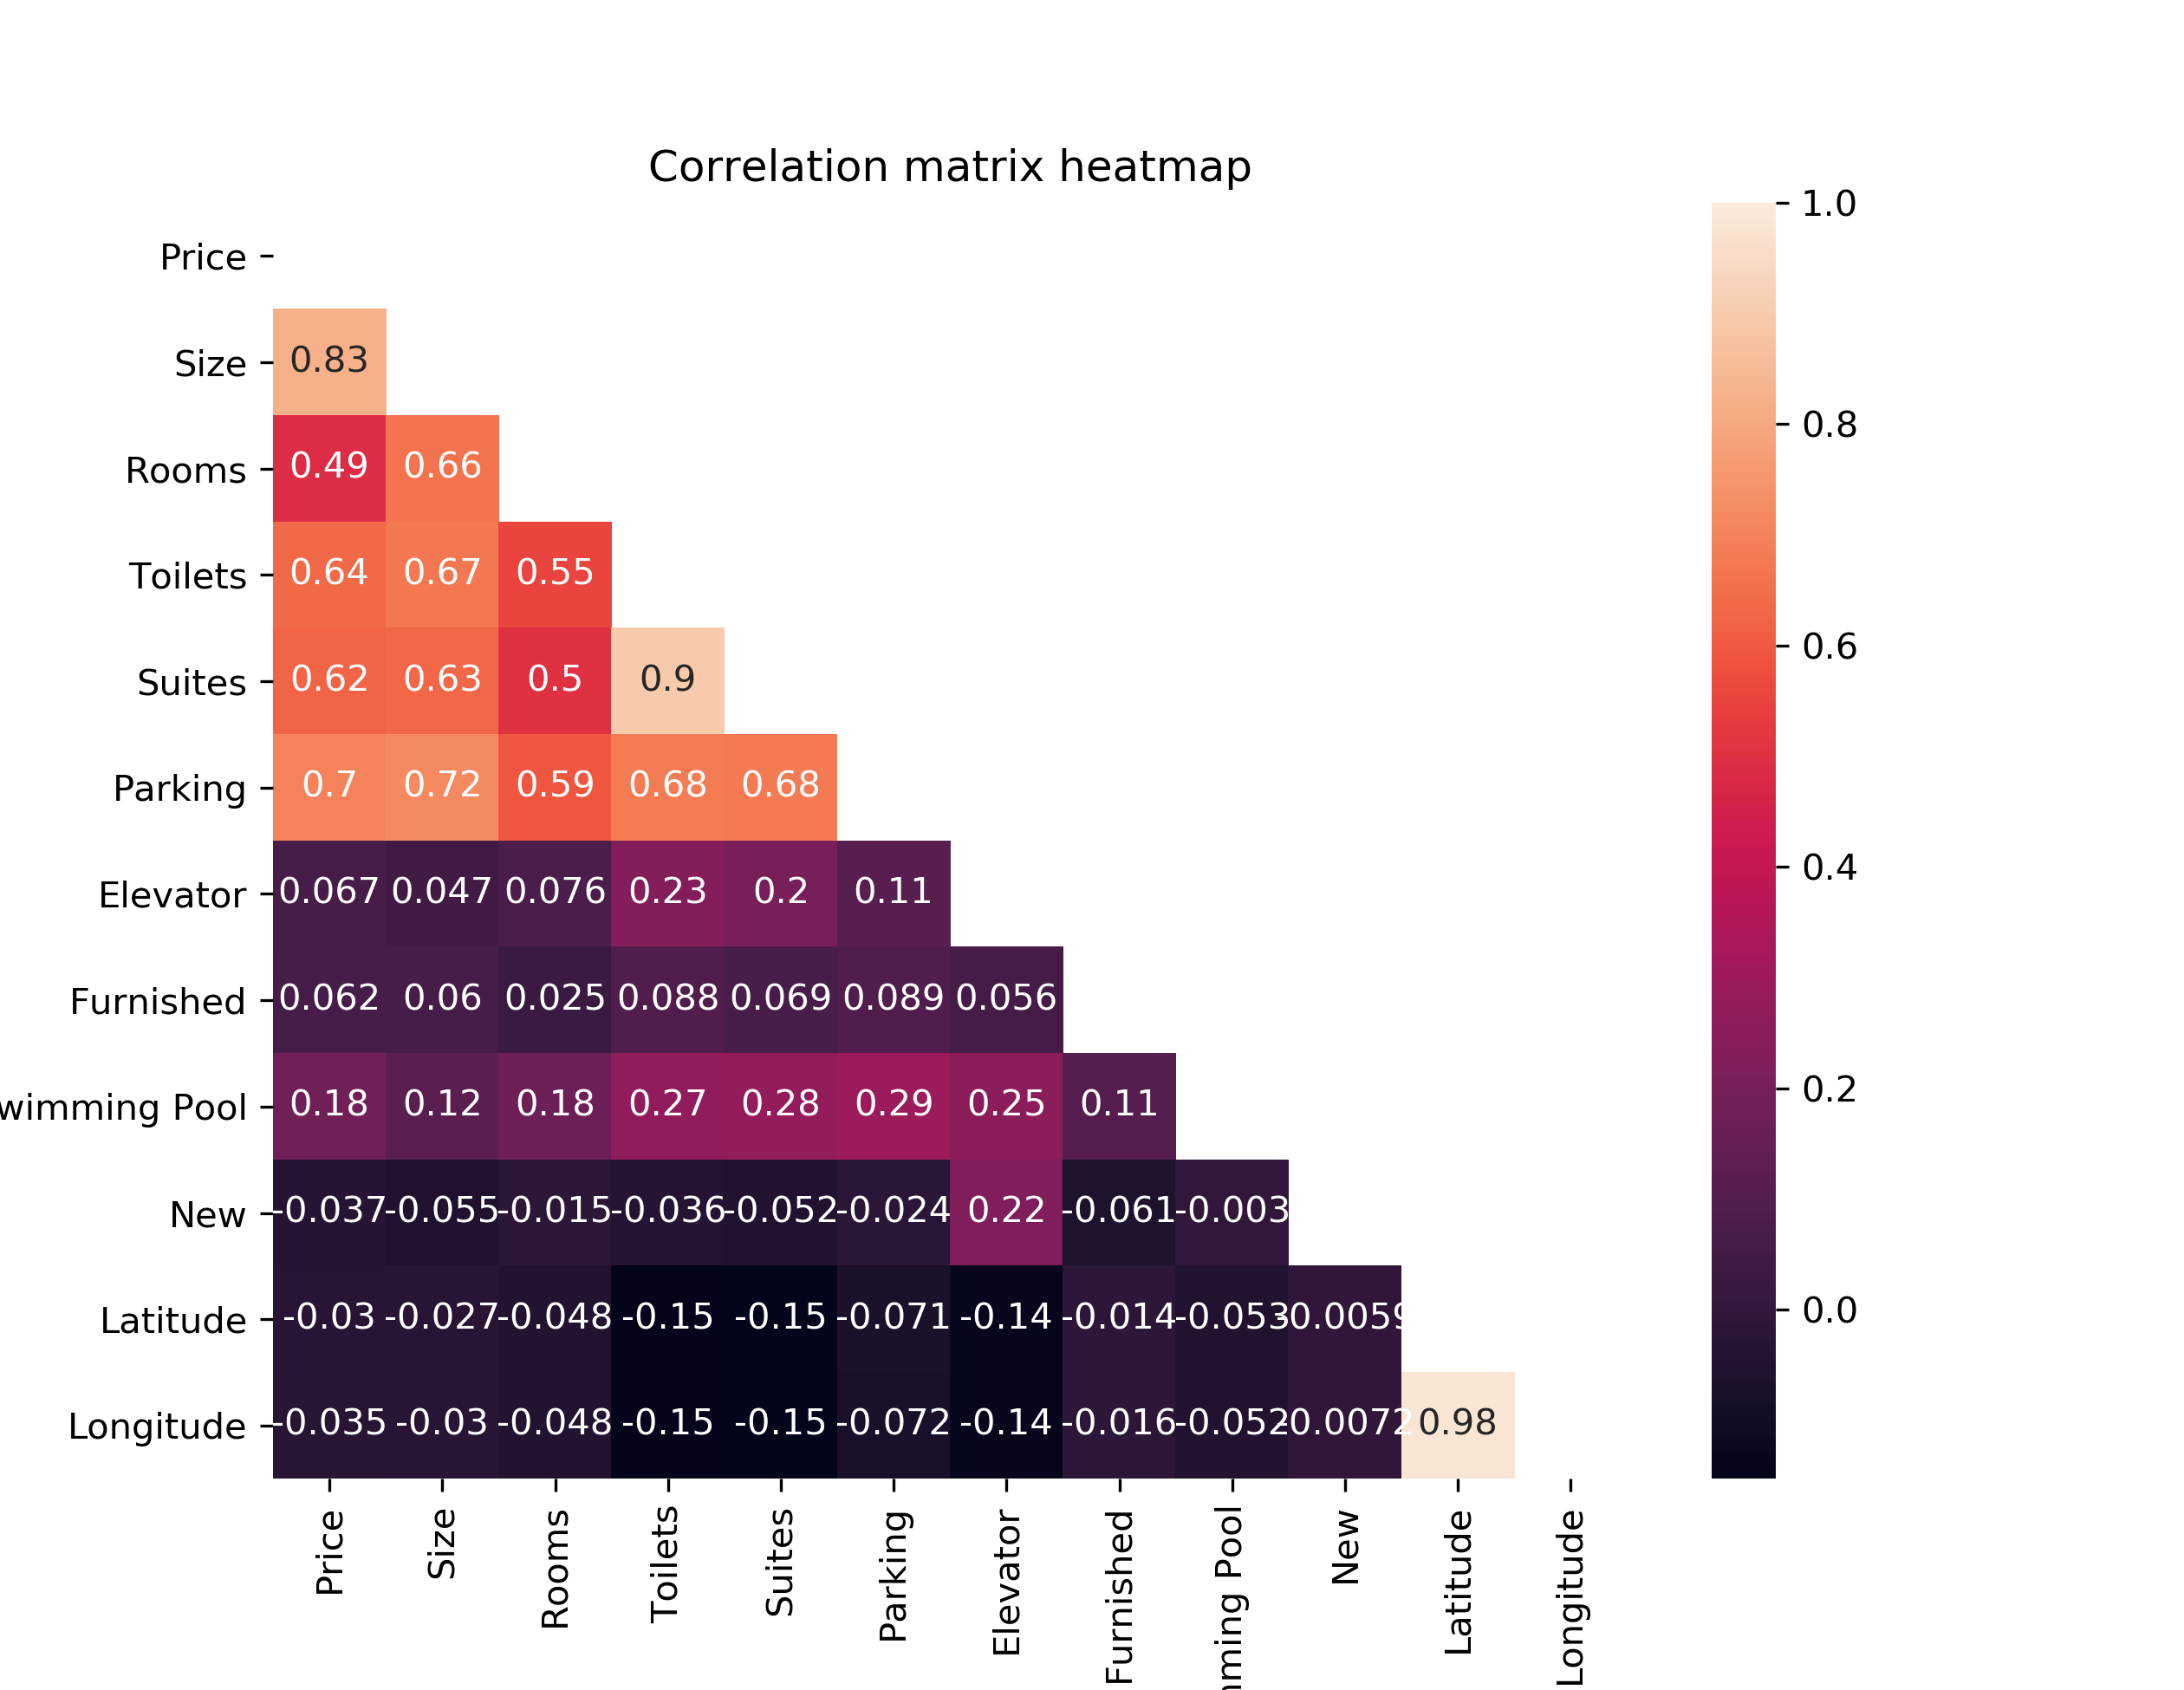 Correlation matrix heatmap
1.0
Price
Size 0.83
0.8
Rooms 0.49 0.66
Toilets 0.64 0.67 0.55
0.6
Suites 0.62 0.63 0.5 0.9
Parking 0.7 0.72 0.59 0.68 0.68
0.4
Elevator 0.067 0.047 0.076 0.23 0.2 0.11
Furnished 0.062 0.06 0.025 0.088 0.069 0.089 0.056
0.2
wimming Pool 0.18 0.12 0.18 0.27 0.28 0.29 0.25 0.11
New -0.037 -0.055 -0.015 -0.036 -0.052 -0.024 0.22 -0.061 -0.003
0.0
Latitude -0.03 -0.027 -0.048 -0.15 -0.15 -0.071 -0.14 -0.014 -0.053 -0.0059
Longitude -0.035 -0.03 -0.048 -0.15 -0.15 -0.072 -0.14 -0.016 -0.052 -0.0072 0.98
Price Size Rooms Toilets Suites Parking Elevator Furnished ming Pool New Latitude Longitude